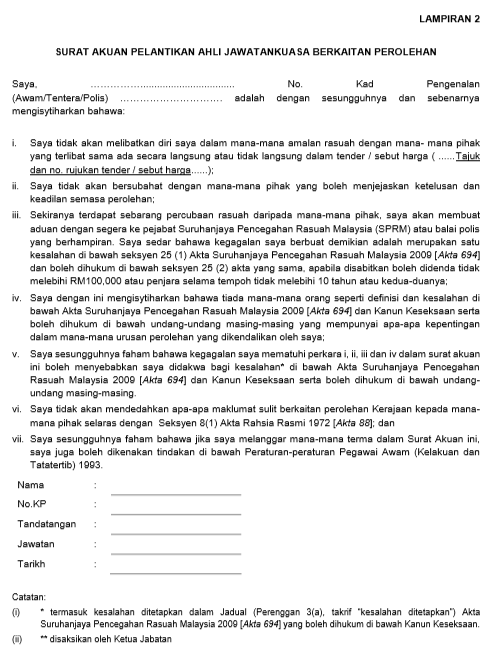 LAMPIRAN 2
SURAT AKUAN PELANTIKAN AHLI JAWATANKUASA BERKAITAN PEROLEHAN
Saya, ……………............................... No. Kad Pengenalan
(Awam/Tentera/Polis) …………………………. adalah dengan sesungguhnya dan sebenarnya
mengisytiharkan bahawa:
i. Saya tidak akan melibatkan diri saya dalam mana-mana amalan rasuah dengan mana- mana pihak
yang terlibat sama ada secara langsung atau tidak langsung dalam tender / sebut harga ( ......Tajuk
dan no. rujukan tender / sebut harga......);
ii. Saya tidak akan bersubahat dengan mana-mana pihak yang boleh menjejaskan ketelusan dan
keadilan semasa perolehan;
iii. Sekiranya terdapat sebarang percubaan rasuah daripada mana-mana pihak, saya akan membuat
aduan dengan segera ke pejabat Suruhanjaya Pencegahan Rasuah Malaysia (SPRM) atau balai polis
yang berhampiran. Saya sedar bahawa kegagalan saya berbuat demikian adalah merupakan satu
kesalahan di bawah seksyen 25 (1) Akta Suruhanjaya Pencegahan Rasuah Malaysia 2009 [Akta 694]
dan boleh dihukum di bawah seksyen 25 (2) akta yang sama, apabila disabitkan boleh didenda tidak
melebihi RM100,000 atau penjara selama tempoh tidak melebihi 10 tahun atau kedua-duanya;
iv. Saya dengan ini mengisytiharkan bahawa tiada mana-mana orang seperti definisi dan kesalahan di
bawah Akta Suruhanjaya Pencegahan Rasuah Malaysia 2009 [Akta 694] dan Kanun Keseksaan serta
boleh dihukum di bawah undang-undang masing-masing yang mempunyai apa-apa kepentingan
dalam mana-mana urusan perolehan yang dikendalikan oleh saya;
v. Saya sesungguhnya faham bahawa kegagalan saya mematuhi perkara i, ii, iii dan iv dalam surat akuan
ini boleh menyebabkan saya didakwa bagi kesalahan* di bawah Akta Suruhanjaya Pencegahan
Rasuah Malaysia 2009 [Akta 694] dan Kanun Keseksaan serta boleh dihukum di bawah undang-
undang masing-masing.
vi. Saya tidak akan mendedahkan apa-apa maklumat sulit berkaitan perolehan Kerajaan kepada mana-
mana pihak selaras dengan Seksyen 8(1) Akta Rahsia Rasmi 1972 [Akta 88]; dan
vii. Saya sesungguhnya faham bahawa jika saya melanggar mana-mana terma dalam Surat Akuan ini,
saya juga boleh dikenakan tindakan di bawah Peraturan-peraturan Pegawai Awam (Kelakuan dan
Tatatertib) 1993.
Nama :
No.KP :
Tandatangan :
Jawatan :
Tarikh :
Catatan:
(i) * termasuk kesalahan ditetapkan dalam Jadual (Perenggan 3(a), takrif "kesalahan ditetapkan") Akta
Suruhanjaya Pencegahan Rasuah Malaysia 2009 [Akta 694] yang boleh dihukum di bawah Kanun Keseksaan.
(ii) ** disaksikan oleh Ketua Jabatan